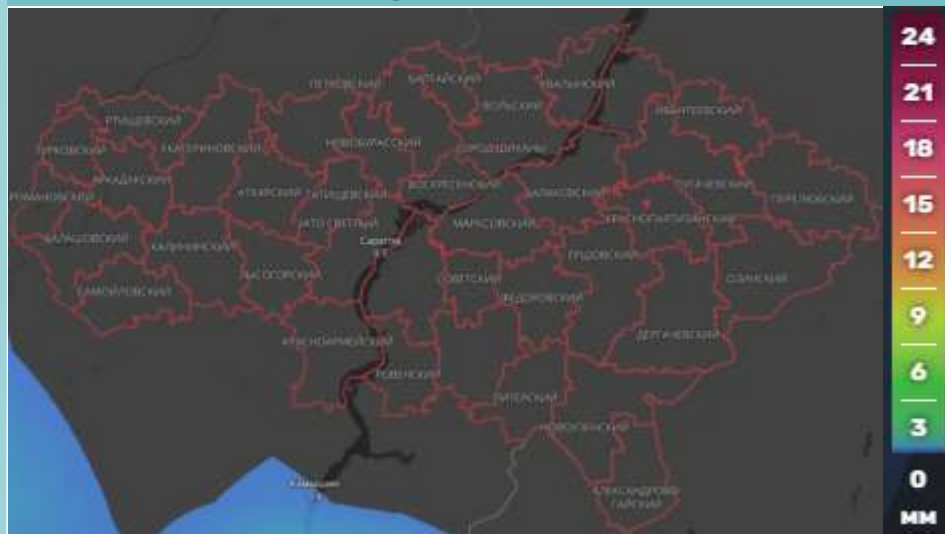 БАЛТАЙСКИЙ
ПЕТРОВСКИЙ
ХВАЛЫНСКИЙ
ВОЛЬСКИЙ
ИВАНТЕЕВСКИЙ
РТИЩЕВСКИЙ
НОВОБУРАССКИЙ
ЕКАТЕРИНОВСКИЙ
ТУРКОВСКИЙ
АРКАДАКСКИЙ
ВОСКРЕСЕНСКИЙ
ПУГАЧЕВСКИЙ
АТКАРСКИЙ
ТАТИЩЕВСКИЙ
БАЛАКОВСКИЙ
РОМАНОВСКИЙ
ПЕРЕЛЮБСКИЙ
КРАСНОПАРТИЗАНСКИЙ
ЗАТО СВЕТЛЫЙ
МАРКСОВСКИЙ
БАЛАШОВСКИЙ
Саратов
КАЛИНИНСКИЙ
ЕРШОВСКИЙ
ЛЫСОГОРСКИЙ
СОВЕТСКИЙ
ОЗИНСКИЙ
САМОЙЛОВСКИЙ
ФЕДОРОВСКИЙ
ДЕРГАЧЕВСКИЙ
КРАСНОАРМЕЙСКИЙ
РОВЕНСКИЙ
ПИТЕРСКИЙ
НОВОУЗЕНСКИЙ
Камышин
АЛЕКСАНДРОВО-
ГАЙСКИЙ
24
21
18
15
12
9
6
3
0
мм